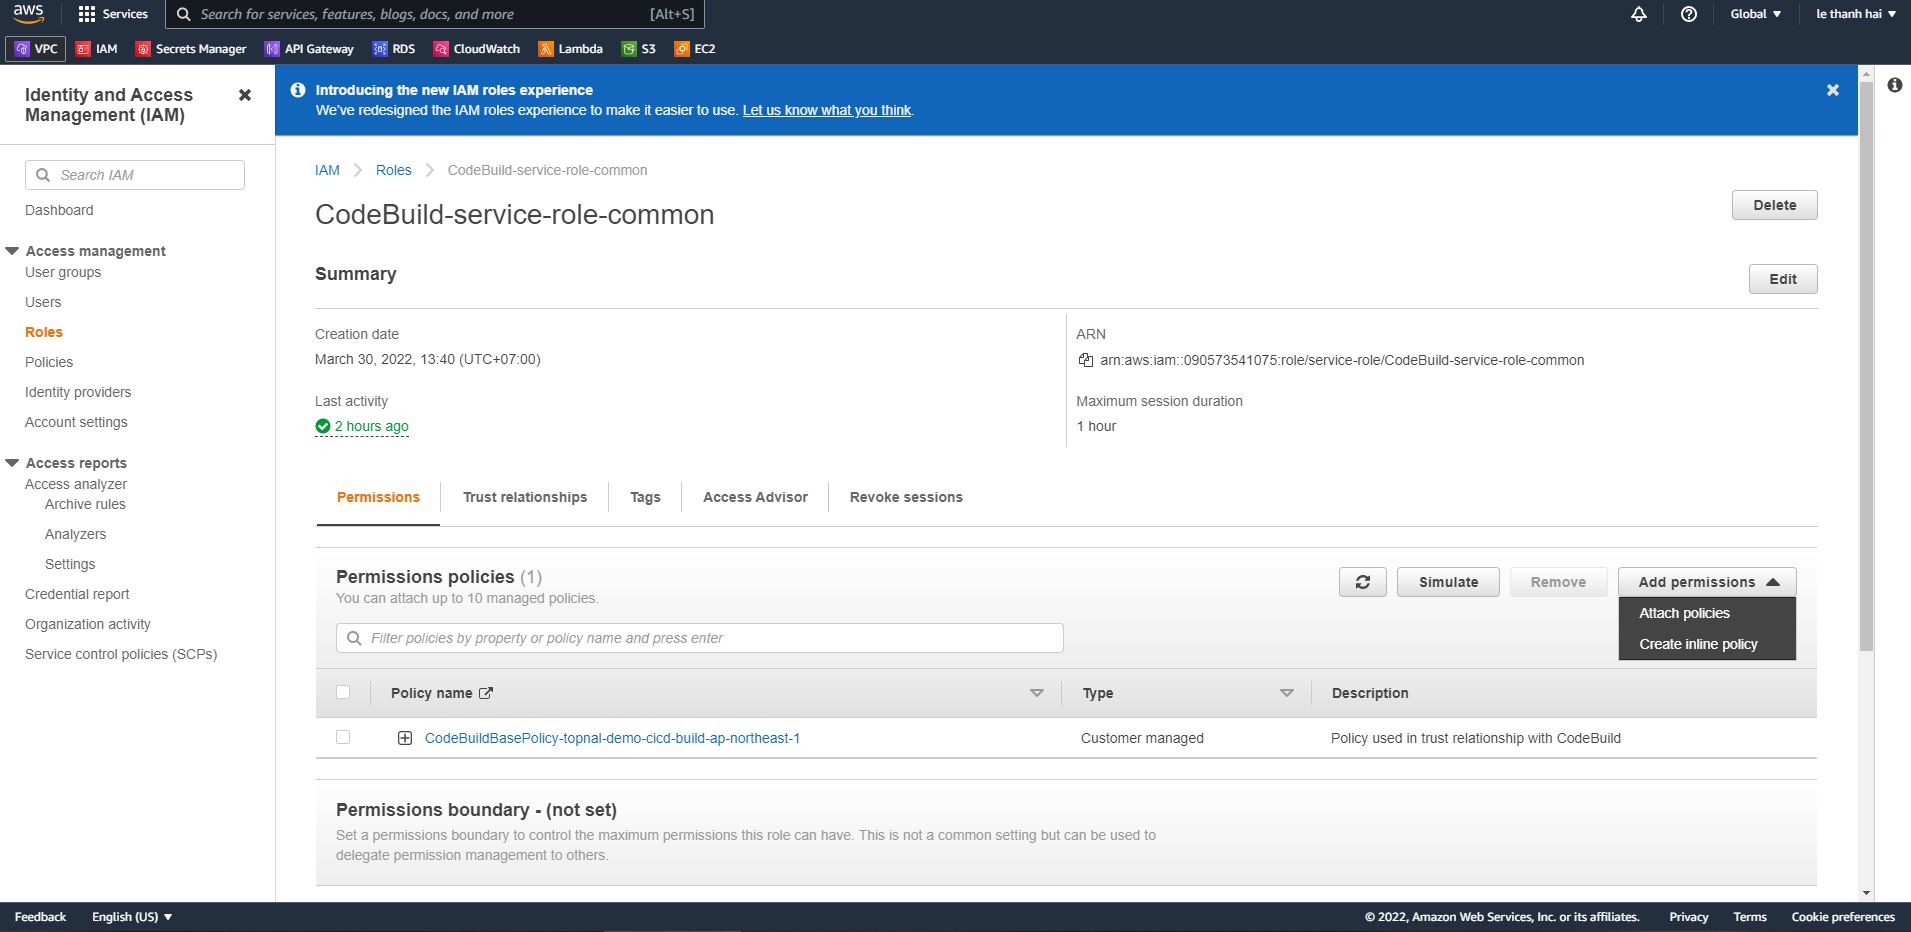 aws Services Search for services, features, blogs, docs, and more [Alt+S] Global le thanh hai
VPC IAM Secrets Manager API Gateway RDS CloudWatch Lambda S3 EC2
Identity and Access
Management (IAM)
Search IAM
Dashboard
Access management
User groups
Users
Roles
Policies
Identity providers
Account settings
Access reports
Access analyzer
Archive rules
Analyzers
Settings
Credential report
Organization activity
Service control policies (SCPs)
Introducing the new IAM roles experience
We've redesigned the IAM roles experience to make it easier to use. Let us know what you think.
IAM Roles CodeBuild-service-role-common
CodeBuild-service-role-common
Delete
Summary
Edit
Creation date
March 30, 2022, 13:40 (UTC+07:00)
ARN
arn:aws:iam::090573541075:role/service-role/CodeBuild-service-role-common
Last activity
2 hours ago
Maximum session duration
1 hour
Permissions Trust relationships Tags Access Advisor Revoke sessions
Permissions policies (1)
You can attach up to 10 managed policies.
Simulate Remove Add permissions
Attach policies
Create inline policy
Filter policies by property or policy name and press enter
Policy name Type Description
CodeBuildBasePolicy-topnal-demo-cicd-build-ap-northeast-1 Customer managed Policy used in trust relationship with CodeBuild
Permissions boundary - (not set)
Set a permissions boundary to control the maximum permissions this role can have. This is not a common setting but can be used to
delegate permission management to others.
Feedback English (US) © 2022, Amazon Web Services, Inc. or its affiliates. Privacy Terms Cookie preferences